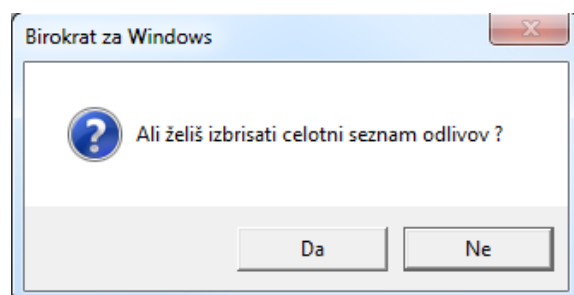 Birokrat za Windows
Ali želiš izbrisati celotni seznam odlivov ?
Da
Ne